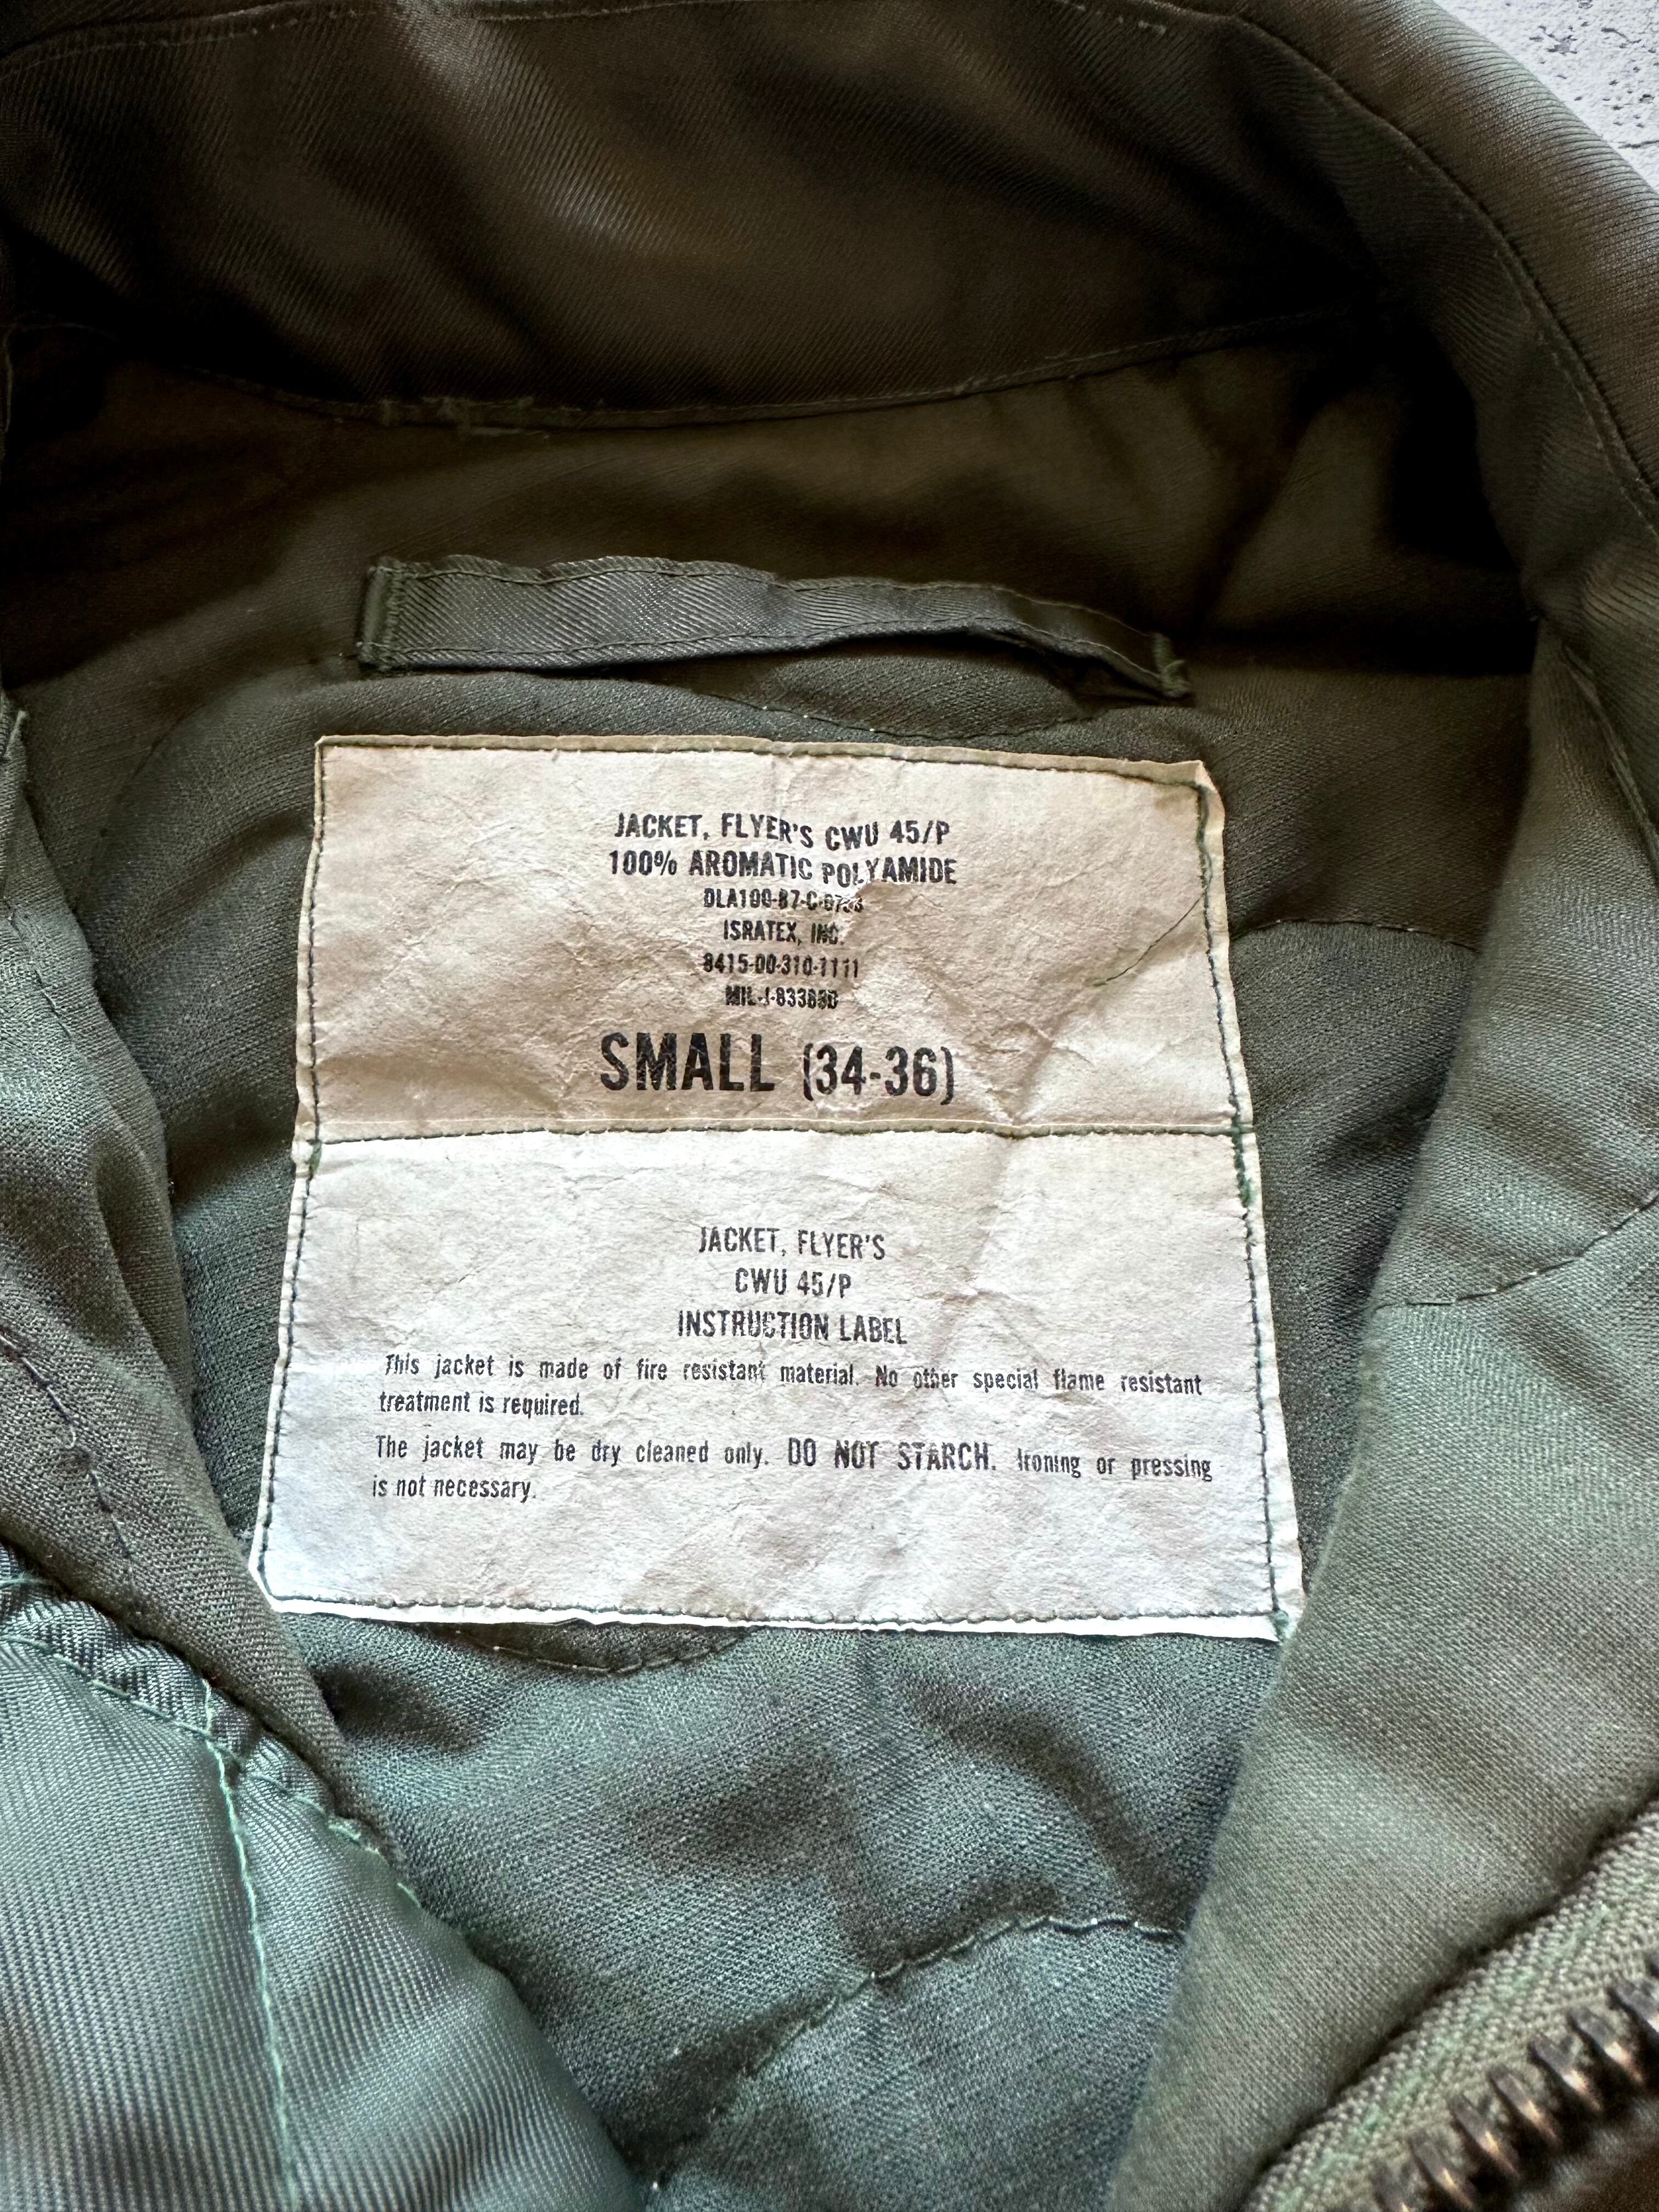 JACKET, FLYER'S CWU 45/P
100% AROMATIC POLYAMIDE
ISRATEX, INC.
8415-00-310-1111
SMALL (34-36)
JACKET, FLYER'S
CWU 45/P
INSTRUCTION LABEL
This jacket is made of fire resistant material. No other special flame resistant
treatment is required.
The jacket may be dry cleaned only. DO NOT STARCH. Ironing or pressing
is not necessary.